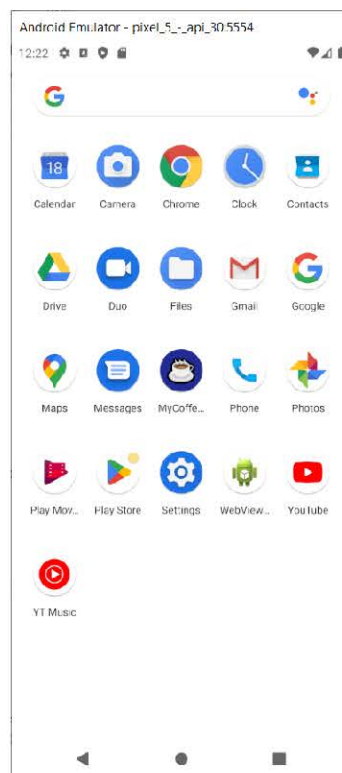 Android Emulator - pixel_5_-_api_30:5554
12:22
18
Calendar Camera Chrome Clock Contacts
Drive Duo Files Gmail Google
Maps Messages MyCoffe... Phone Photos
Play Mov... Play Store Settings WebView... YouTube
YT Music